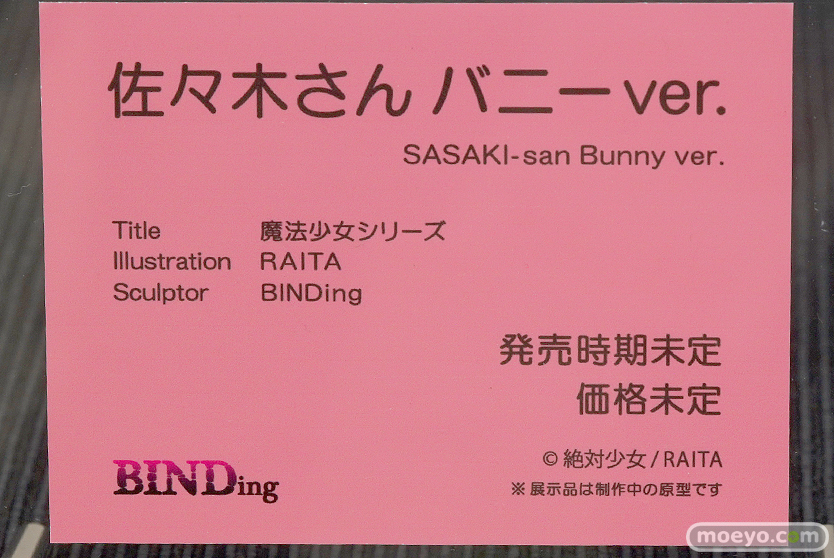 佐々木さん バニーver.
SASAKI-san Bunny ver.
Title 魔法少女シリーズ
Illustration RAITA
Sculptor BINDing
発売時期未定
価格未定
© 絶対少女 / RAITA
BINDing
※ 展示品は制作中の原型です
moeyo.com